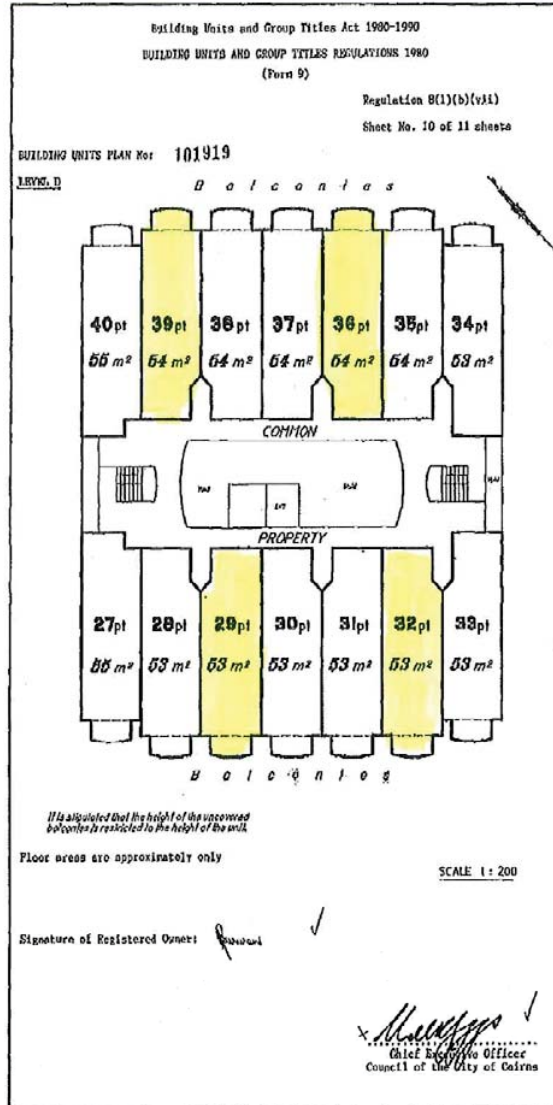 Building Units and Group Titles Act 1980-1990
BUILDING UNITS AND GROUP TITLES REGULATIONS 1980
(Form 9)
Regulation 8(1)(b)(vii)
Sheet No. 10 of 11 sheets
BUILDING UNITS PLAN No: 101919
LEVEL D
Balconies
40pt 39pt 38pt 37pt 36pt 35pt 34pt
55 m² 54 m² 54 m² 54 m² 54 m² 54 m² 53 m²
COMMON
Void Void Void
LIFT
PROPERTY
27pt 28pt 29pt 30pt 31pt 32pt 33pt
55 m² 53 m² 53 m² 53 m² 53 m² 53 m² 53 m²
Balconies
It is stipulated that the height of the uncovered
balconies is restricted to the height of the unit.
Floor areas are approximately only
SCALE 1: 200
Signature of Registered Owner:
Chief Executive Officer
Council of the City of Cairns